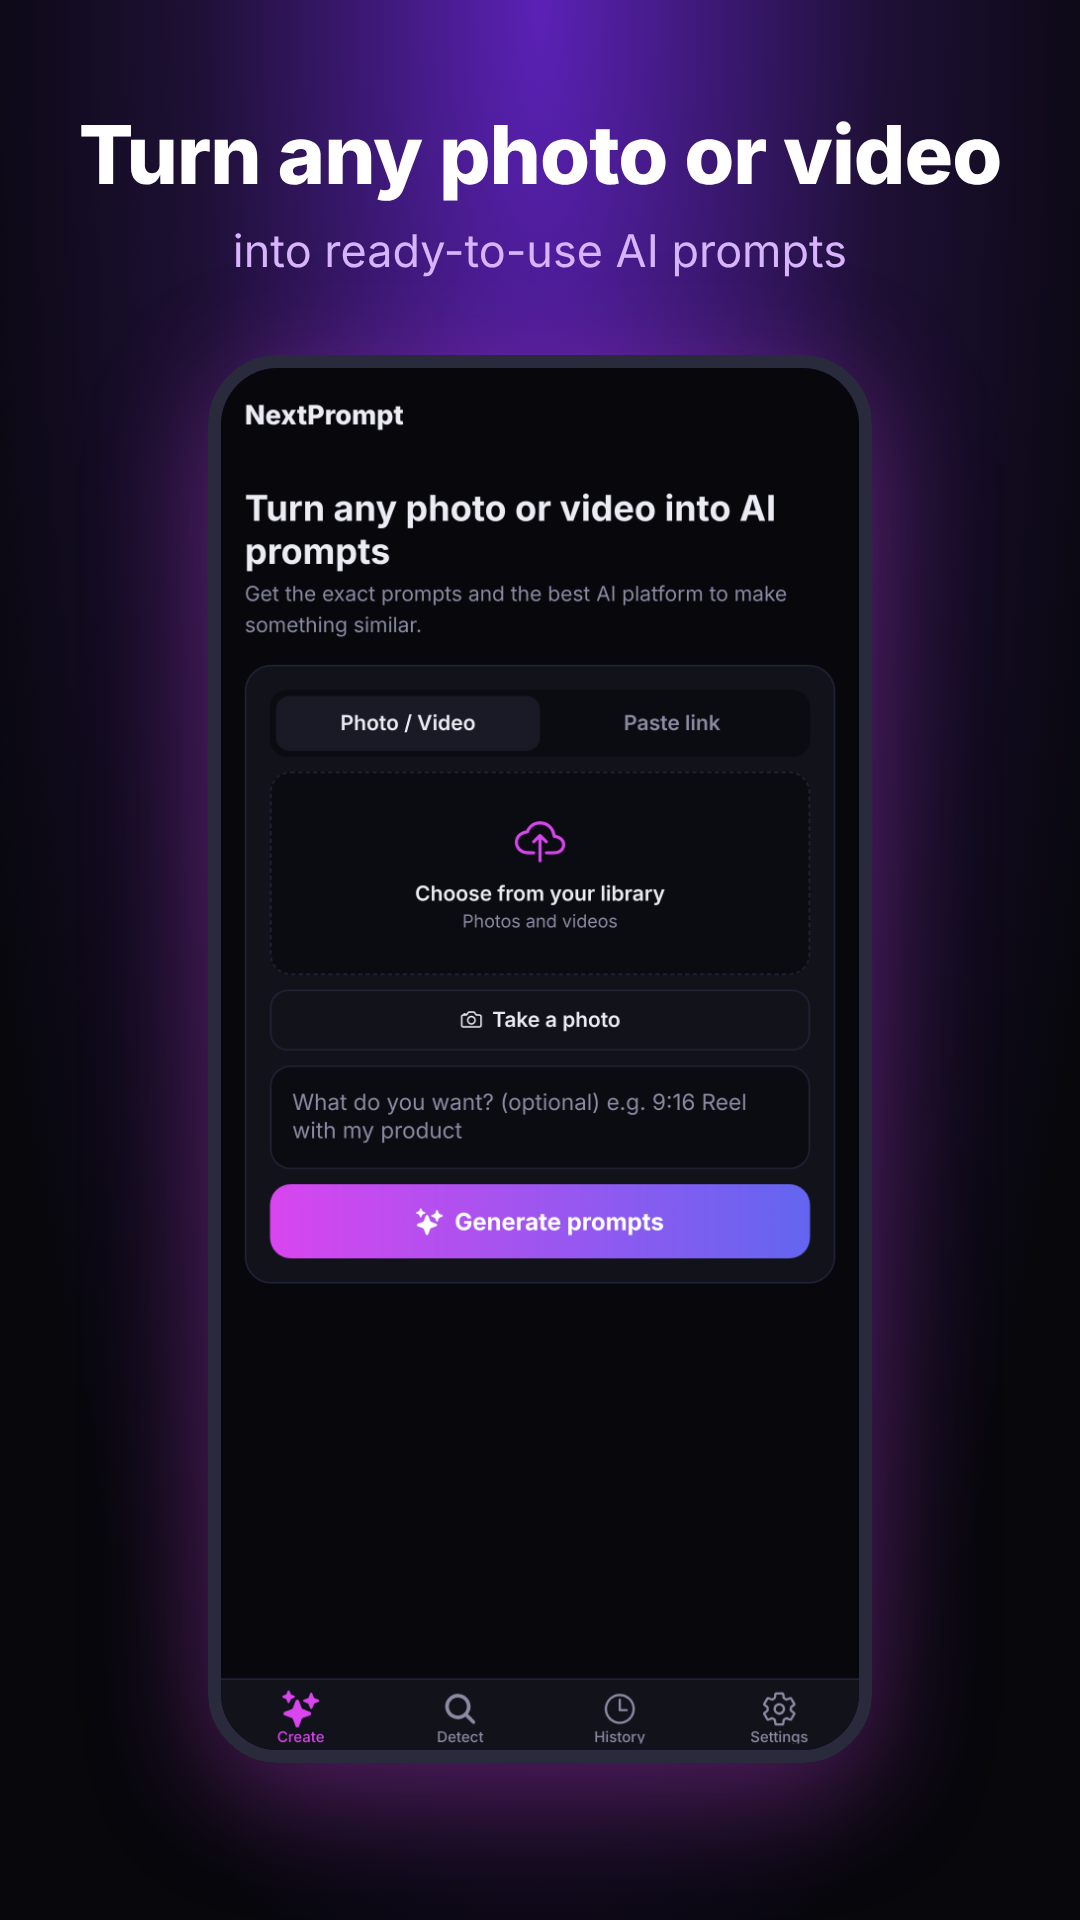 Turn any photo or video
into ready-to-use AI prompts
NextPrompt
Turn any photo or video into AI
prompts
Get the exact prompts and the best AI platform to make
something similar.
Photo / Video
Paste link
Choose from your library
Photos and videos
Take a photo
What do you want? (optional) e.g. 9:16 Reel
with my product
Generate prompts
Create
Detect
History
Settings